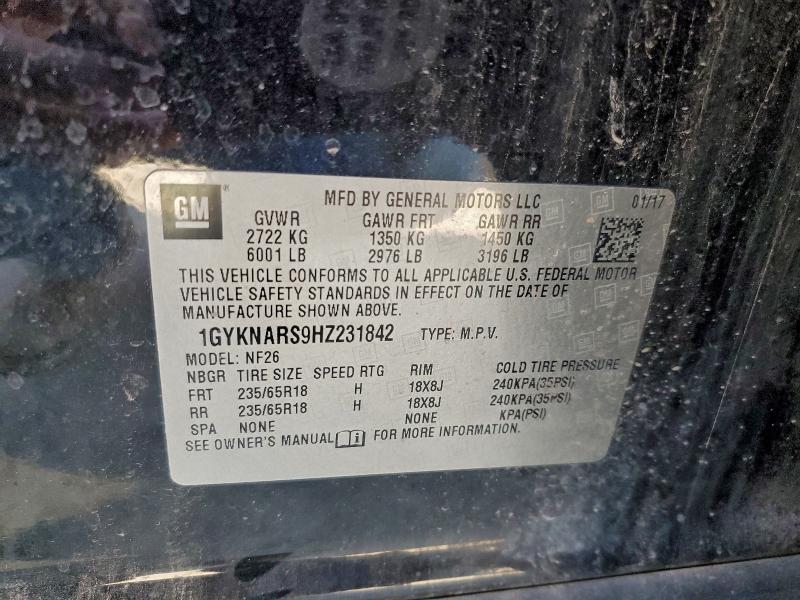 GM
®
MFD BY GENERAL MOTORS LLC 01/17
GVWR GAWR FRT GAWR RR
2722 KG 1350 KG 1450 KG
6001 LB 2976 LB 3196 LB
THIS VEHICLE CONFORMS TO ALL APPLICABLE U.S. FEDERAL MOTOR
VEHICLE SAFETY STANDARDS IN EFFECT ON THE DATE OF
MANUFACTURE SHOWN ABOVE.
1GYKNARS9HZ231842 TYPE: M.P.V.
MODEL: NF26
NBGR TIRE SIZE SPEED RTG RIM COLD TIRE PRESSURE
FRT 235/65R18 H 18X8J 240KPA(35PSI)
RR 235/65R18 H 18X8J 240KPA(35PSI)
SPA NONE NONE KPA(PSI)
SEE OWNER'S MANUAL FOR MORE INFORMATION.